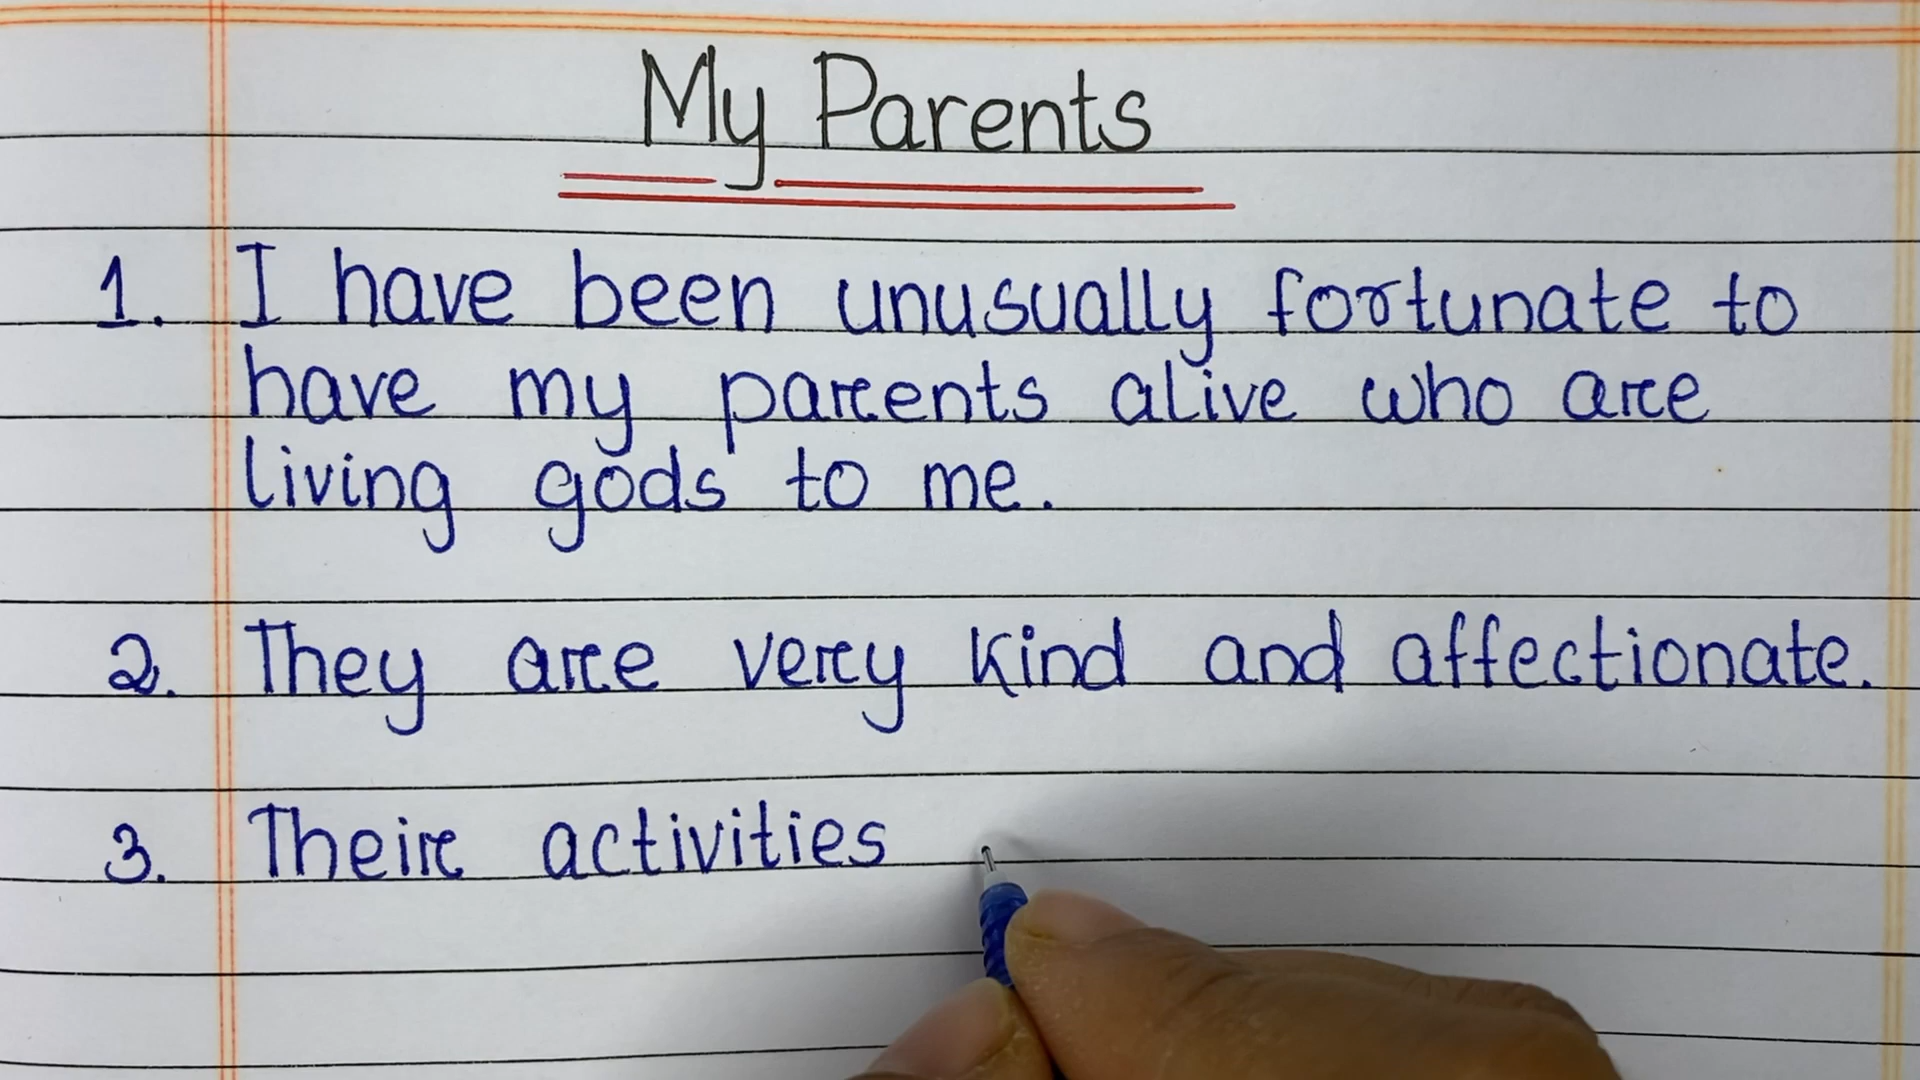 My Parents
1. I have been unusually fortunate to
have my parents alive who are
living gods to me.
2. They are very kind and affectionate.
3. Their activities